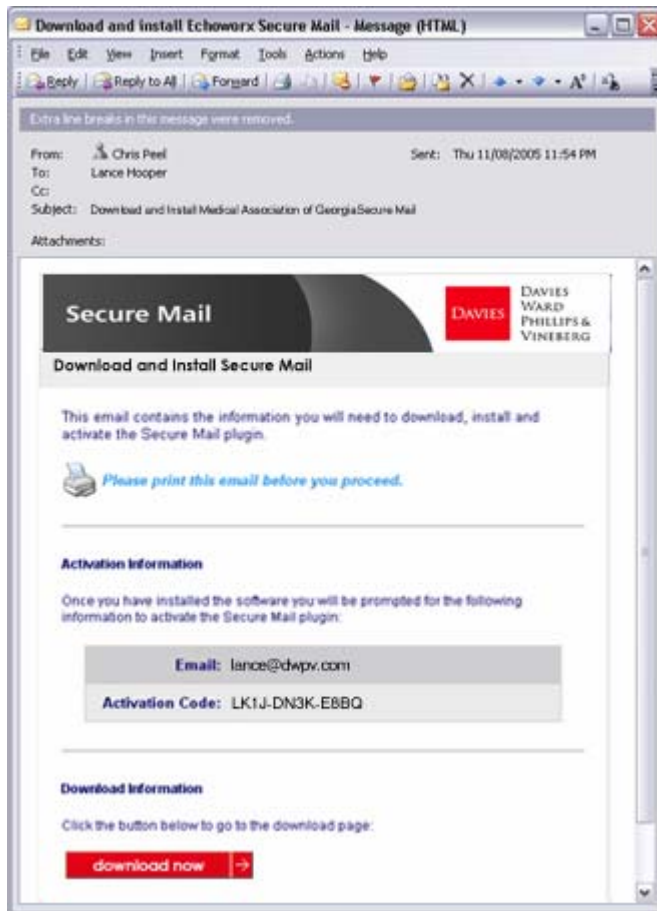 Download and install Echoworx Secure Mail - Message (HTML)
File Edit View Insert Format Tools Actions Help
Reply Reply to All Forward
Extra line breaks in this message were removed.
From: Chris Peel Sent: Thu 11/08/2005 11:54 PM
To: Lance Hooper
Cc:
Subject: Download and Install Medical Association of GeorgiaSecure Mail
Attachments:
Secure Mail
DAVIES
DAVIES
WARD
PHILLIPS &
VINEBERG
Download and Install Secure Mail
This email contains the information you will need to download, install and
activate the Secure Mail plugin.
Please print this email before you proceed.
Activation Information
Once you have installed the software you will be prompted for the following
information to activate the Secure Mail plugin:
Email: lance@dwpv.com
Activation Code: LK1J-DN3K-E8BQ
Download Information
Click the button below to go to the download page:
download now